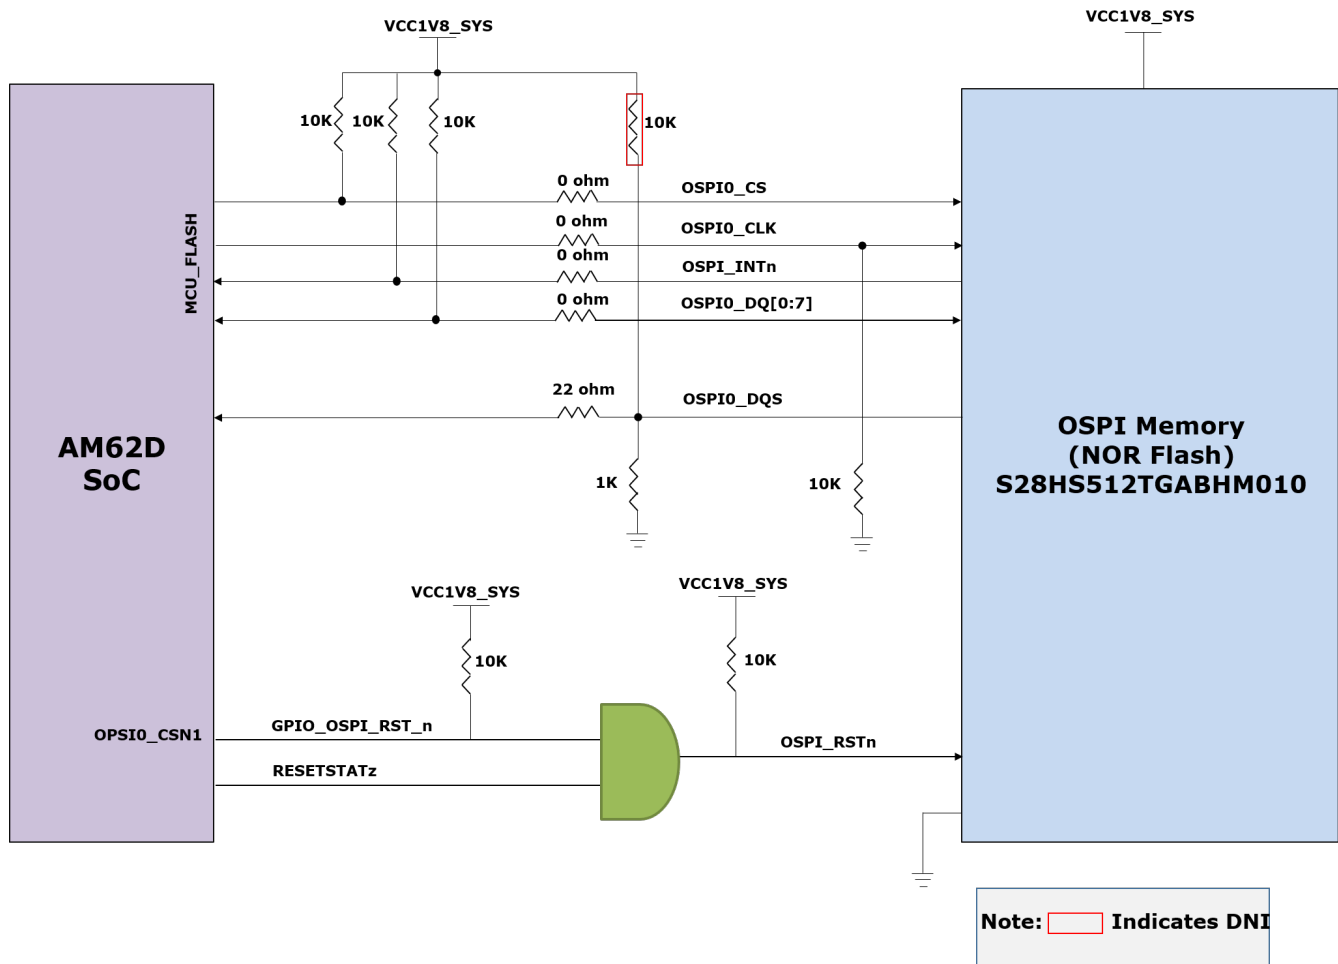 VCC1V8_SYS
VCC1V8_SYS
10K
10K
10K
10K
0 ohm
OSPI0_CS
0 ohm
OSPI0_CLK
MCU_FLASH
0 ohm
OSPI_INTn
0 ohm
OSPI0_DQ[0:7]
22 ohm
OSPI0_DQS
AM62D
SoC
OSPI Memory
(NOR Flash)
S28HS512TGABHM010
1K
10K
VCC1V8_SYS
VCC1V8_SYS
10K
10K
OPSI0_CSN1
GPIO_OSPI_RST_n
OSPI_RSTn
RESETSTATz
Note:
Indicates DNI